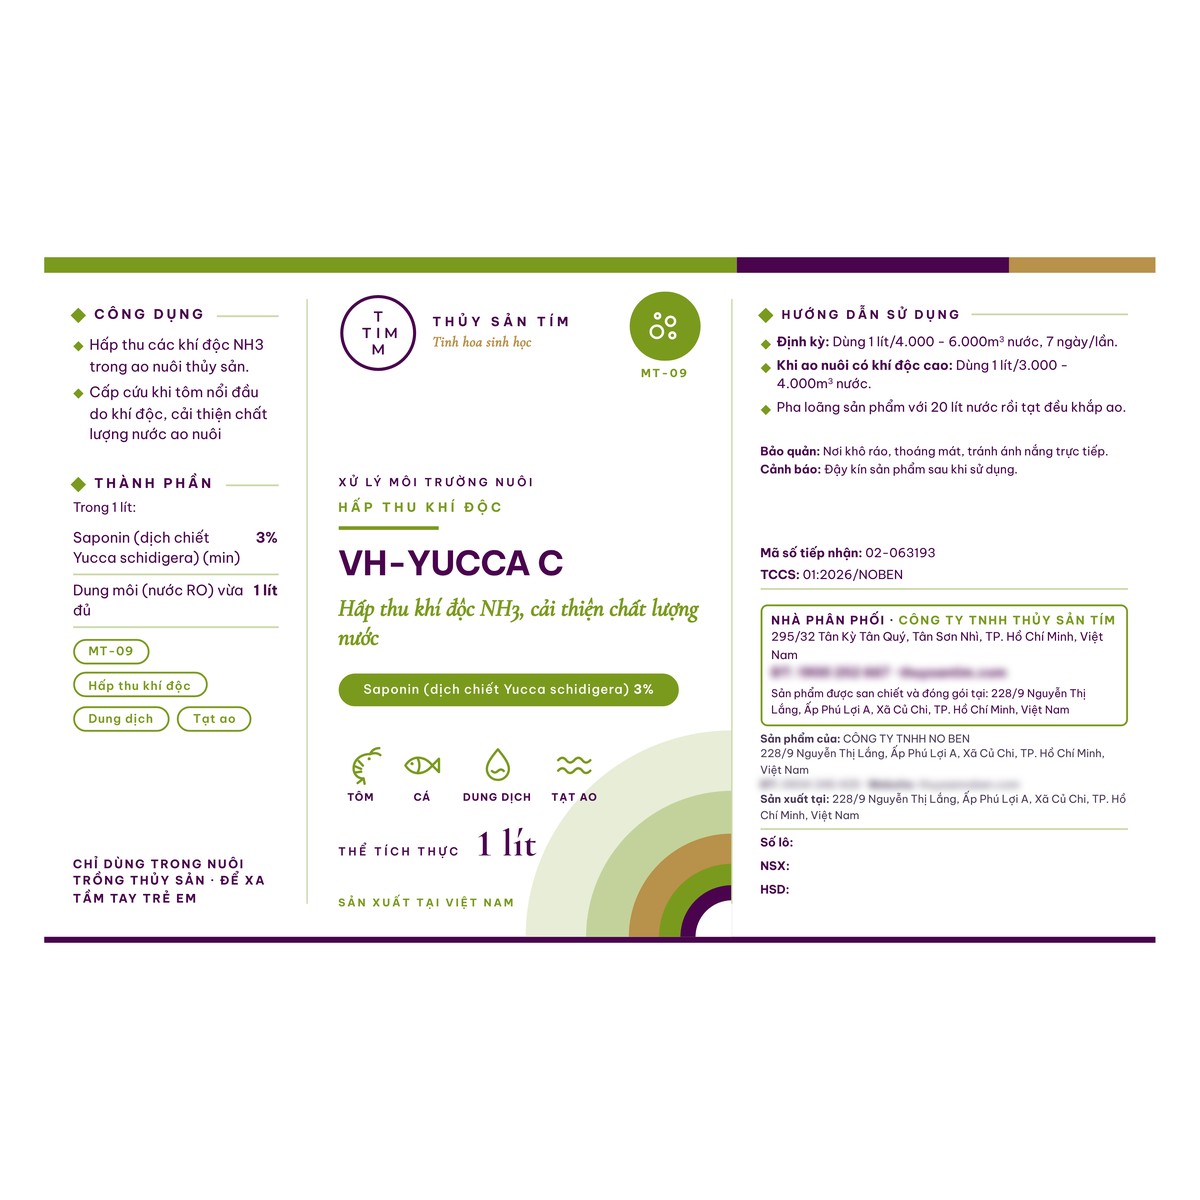 CÔNG DỤNG
Hấp thu các khí độc NH3
trong ao nuôi thủy sản.
Cấp cứu khi tôm nổi đầu
do khí độc, cải thiện chất
lượng nước ao nuôi
THÀNH PHẦN
Trong 1 lít:
Saponin (dịch chiết 3%
Yucca schidigera) (min)
Dung môi (nước RO) vừa 1 lít
đủ
MT-09
Hấp thu khí độc
Dung dịch Tạt ao
CHỈ DÙNG TRONG NUÔI
TRỒNG THỦY SẢN · ĐỂ XA
TẦM TAY TRẺ EM
T
TIM
M
THỦY SẢN TÍM
Tinh hoa sinh học
MT-09
XỬ LÝ MÔI TRƯỜNG NUÔI
HẤP THU KHÍ ĐỘC
VH-YUCCA C
Hấp thu khí độc NH3, cải thiện chất lượng
nước
Saponin (dịch chiết Yucca schidigera) 3%
TÔM CÁ DUNG DỊCH TẠT AO
THỂ TÍCH THỰC 1 lít
SẢN XUẤT TẠI VIỆT NAM
HƯỚNG DẪN SỬ DỤNG
Định kỳ: Dùng 1 lít/4.000 - 6.000m³ nước, 7 ngày/lần.
Khi ao nuôi có khí độc cao: Dùng 1 lít/3.000 -
4.000m³ nước.
Pha loãng sản phẩm với 20 lít nước rồi tạt đều khắp ao.
Bảo quản: Nơi khô ráo, thoáng mát, tránh ánh nắng trực tiếp.
Cảnh báo: Đậy kín sản phẩm sau khi sử dụng.
Mã số tiếp nhận: 02-063193
TCCS: 01:2026/NOBEN
NHÀ PHÂN PHỐI · CÔNG TY TNHH THỦY SẢN TÍM
295/32 Tân Kỳ Tân Quý, Tân Sơn Nhì, TP. Hồ Chí Minh, Việt
Nam
Sản phẩm được san chiết và đóng gói tại: 228/9 Nguyễn Thị
Lắng, Ấp Phú Lợi A, Xã Củ Chi, TP. Hồ Chí Minh, Việt Nam
Sản phẩm của: CÔNG TY TNHH NO BEN
228/9 Nguyễn Thị Lắng, Ấp Phú Lợi A, Xã Củ Chi, TP. Hồ Chí Minh,
Việt Nam
Sản xuất tại: 228/9 Nguyễn Thị Lắng, Ấp Phú Lợi A, Xã Củ Chi, TP. Hồ
Chí Minh, Việt Nam
Số lô:
NSX:
HSD: